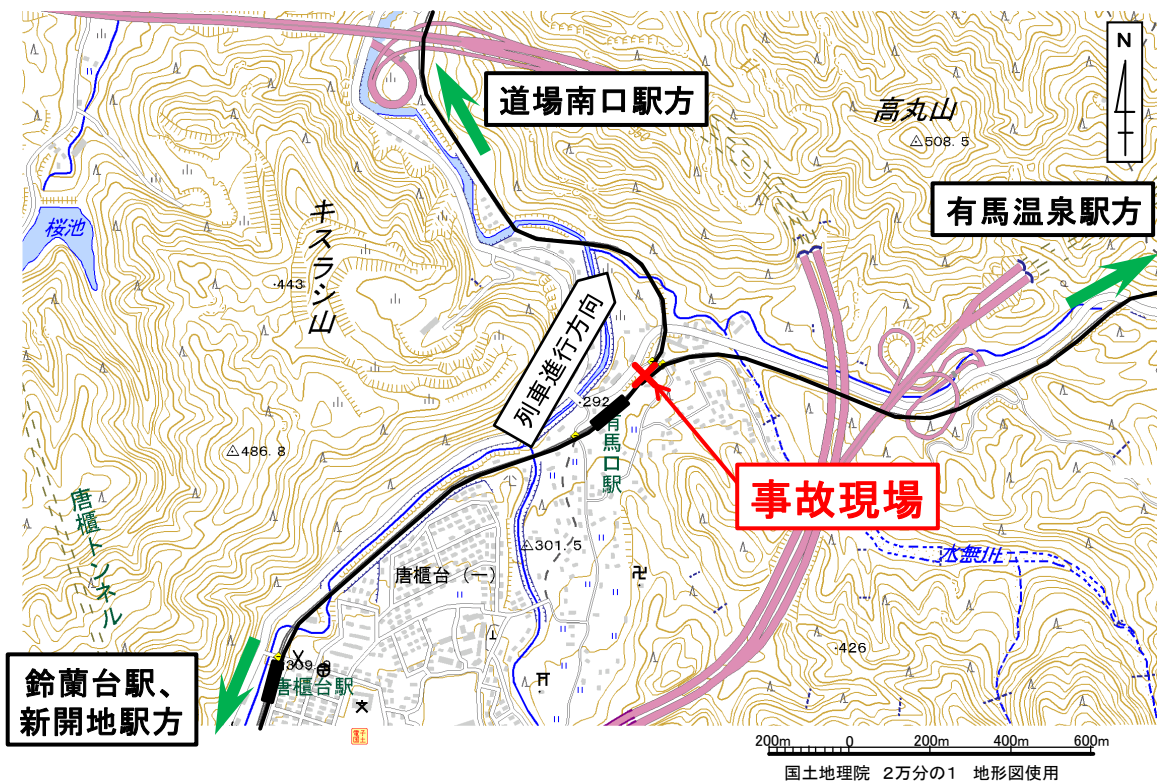 N
道場南口駅方
高丸山
508.5
有馬温泉駅方
桜池
キスラシ山
・443
列車進行方向
・292
有馬口駅
486.8
事故現場
唐櫃トンネル
301.5
水無川
唐櫃台(一)
・426
309.
唐櫃台駅
鈴蘭台駅、
新開地駅方
200m 0 200m 400m 600m
国土地理院 2万分の1 地形図使用